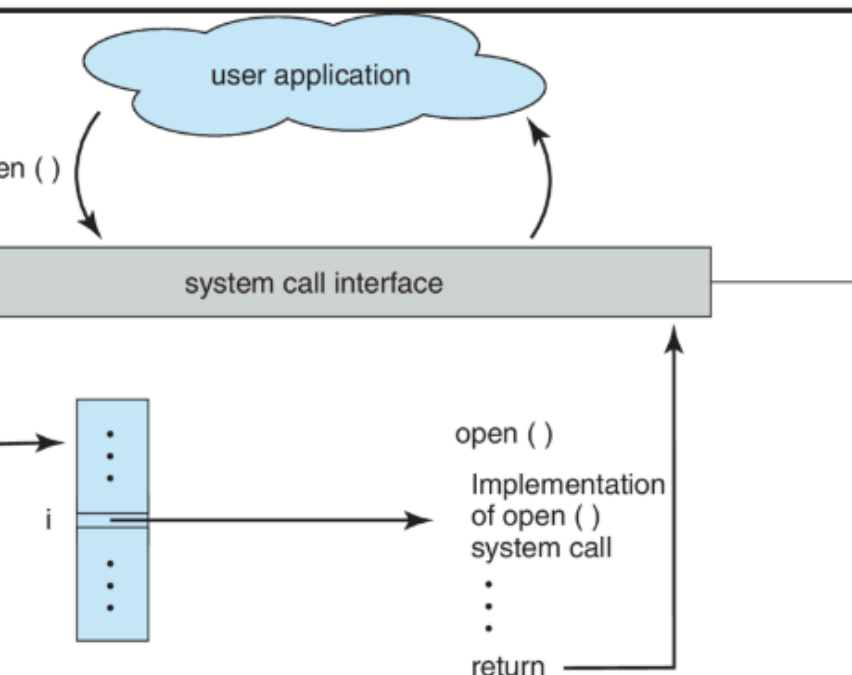 user application
en ( )
system call interface
open ( )
i
Implementation
of open ( )
system call
return